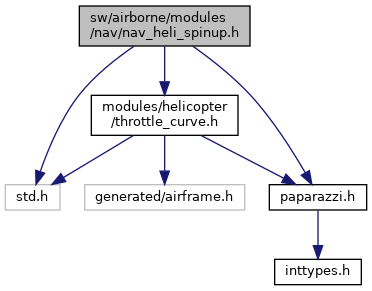 sw/airborne/modules
/nav/nav_heli_spinup.h
modules/helicopter
/throttle_curve.h
std.h
generated/airframe.h
paparazzi.h
inttypes.h